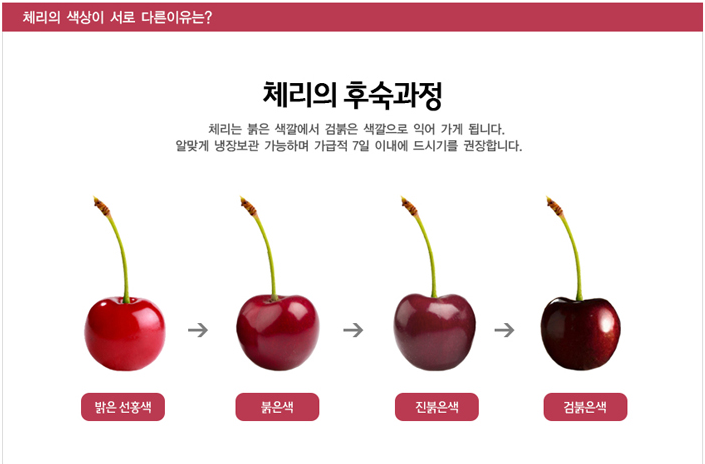 체리의 색상이 서로 다른이유는?
체리의 후숙과정
체리는 붉은 색깔에서 검붉은 색깔으로 익어 가게 됩니다.
알맞게 냉장보관 가능하며 가급적 7일 이내에 드시기를 권장합니다.
밝은 선홍색
붉은색
진붉은색
검붉은색